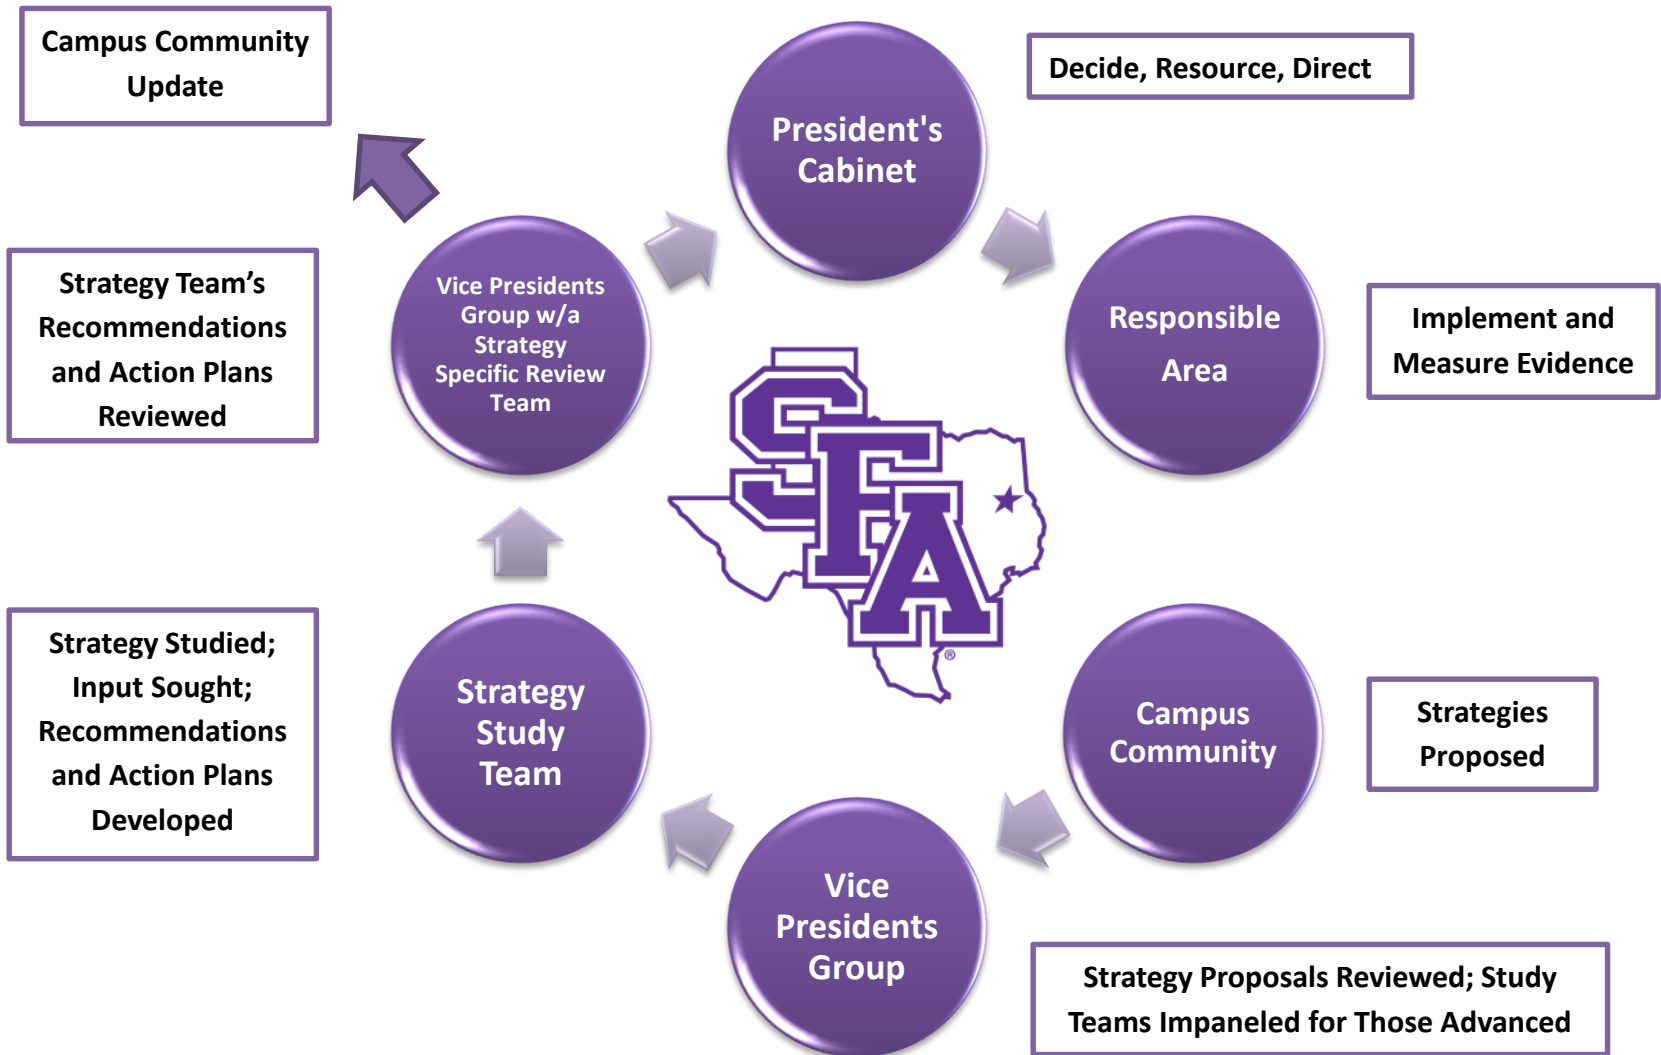 Campus Community
Update
President's
Cabinet
Decide, Resource, Direct
Strategy Team’s
Recommendations
and Action Plans
Reviewed
Vice Presidents
Group w/a
Strategy
Specific Review
Team
Responsible
Area
Implement and
Measure Evidence
SFA
®
Strategy Studied;
Input Sought;
Recommendations
and Action Plans
Developed
Strategy
Study
Team
Campus
Community
Strategies
Proposed
Vice
Presidents
Group
Strategy Proposals Reviewed; Study
Teams Impaneled for Those Advanced